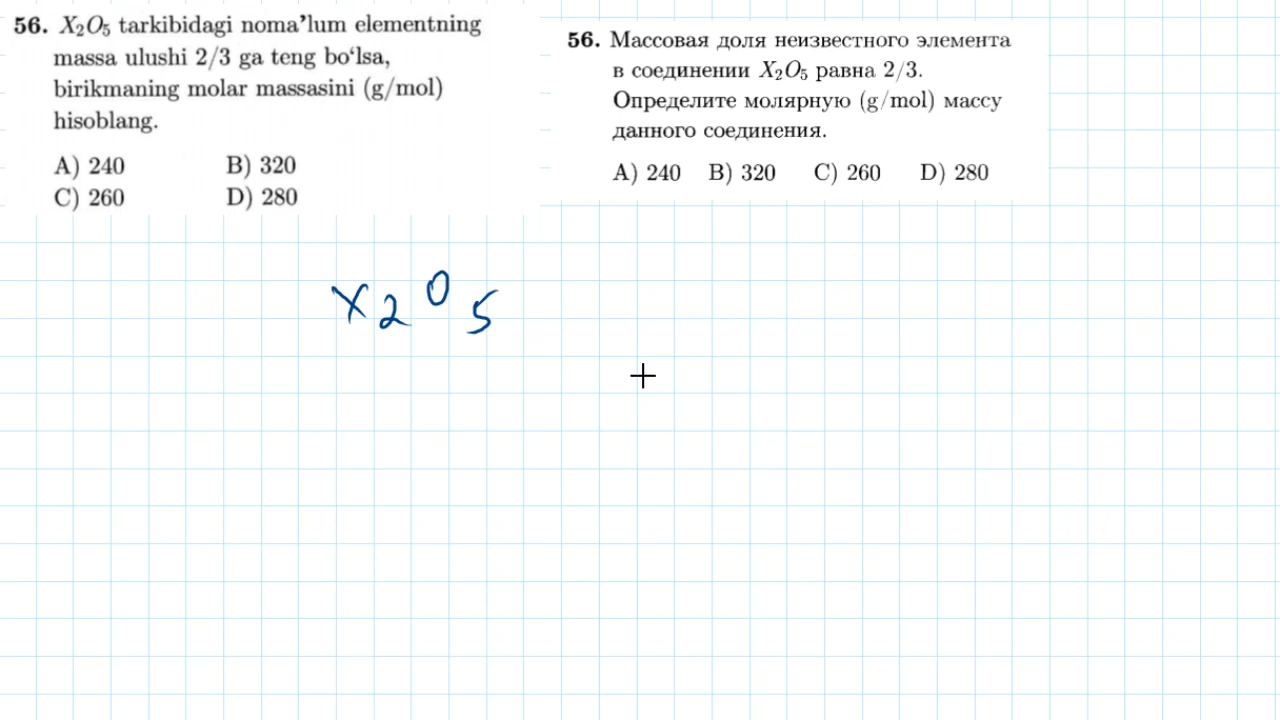 56. X₂O₅ tarkibidagi noma’lum elementning
massa ulushi 2/3 ga teng bo‘lsa,
birikmaning molar massasini (g/mol)
hisoblang.
A) 240 B) 320
C) 260 D) 280
56. Массовая доля неизвестного элемента
в соединении X₂O₅ равна 2/3.
Определите молярную (g/mol) массу
данного соединения.
A) 240 B) 320 C) 260 D) 280
X₂O₅